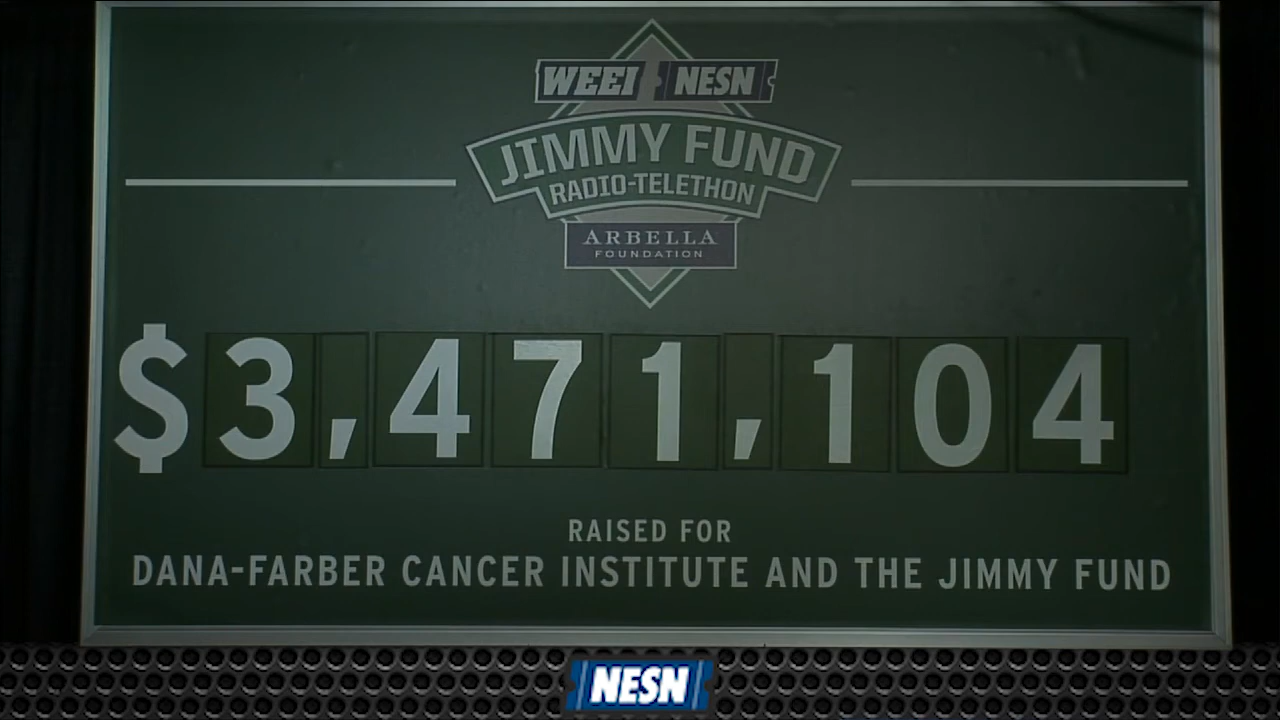 WEEI NESN
JIMMY FUND
RADIO-TELETHON
ARBELLA
FOUNDATION
$3,471,104
RAISED FOR
DANA-FARBER CANCER INSTITUTE AND THE JIMMY FUND
NESN